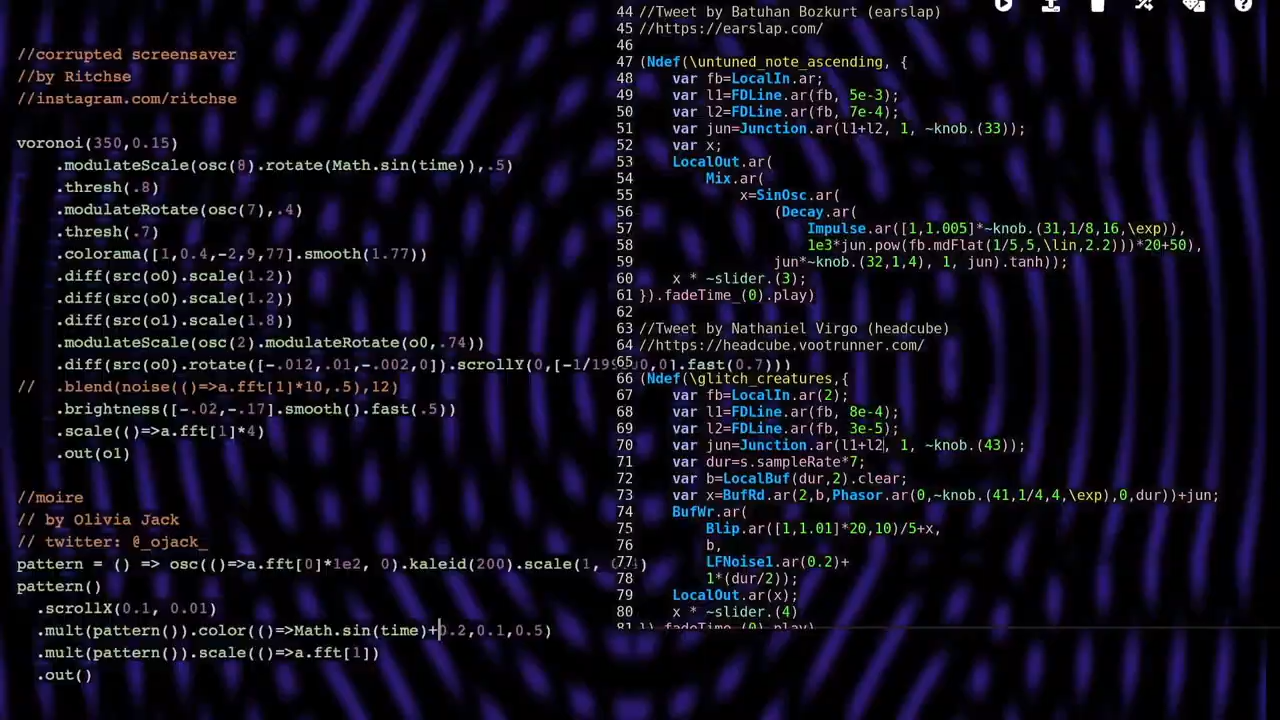 //corrupted screensaver
//by Ritchse
//instagram.com/ritchse
voronoi(350,0.15)
.modulateScale(osc(8).rotate(Math.sin(time)),.5)
.thresh(.8)
.modulateRotate(osc(7),.4)
.thresh(.7)
.colorama([1,0.4,-2,9,77].smooth(1.77))
.diff(src(o0).scale(1.2))
.diff(src(o0).scale(1.2))
.diff(src(o1).scale(1.8))
.modulateScale(osc(2).modulateRotate(o0,.74))
.diff(src(o0).rotate([-.012,.01,-.002,0]).scrollY(0,[-1/199 0,0].fast(0.7)))
// .blend(noise(()=>a.fft[1]*10,.5),12)
.brightness([-.02,-.17].smooth().fast(.5))
.scale(()=>a.fft[1]*4)
.out(o1)
//moire
// by Olivia Jack
// twitter: @_ojack_
pattern = () => osc(()=>a.fft[0]*1e2, 0).kaleid(200).scale(1, 0. )
pattern()
.scrollX(0.1, 0.01)
.mult(pattern()).color(()=>Math.sin(time)+0.2,0.1,0.5)
.mult(pattern()).scale(()=>a.fft[1])
.out()
44 //Tweet by Batuhan Bozkurt (earslap)
45 //https://earslap.com/
46
47 (Ndef(\untuned_note_ascending, {
48 var fb=LocalIn.ar;
49 var l1=FDLine.ar(fb, 5e-3);
50 var l2=FDLine.ar(fb, 7e-4);
51 var jun=Junction.ar(l1+l2, 1, ~knob.(33));
52 var x;
53 LocalOut.ar(
54 Mix.ar(
55 x=SinOsc.ar(
56 (Decay.ar(
57 Impulse.ar([1,1.005]*~knob.(31,1/8,16,\exp)),
58 1e3*jun.pow(fb.mdFlat(1/5,5,\lin,2.2)))*20+50),
59 jun*~knob.(32,1,4), 1, jun).tanh));
60 x * ~slider.(3);
61 }).fadeTime_(0).play)
62
63 //Tweet by Nathaniel Virgo (headcube)
64 //https://headcube.vootrunner.com/
65
66 (Ndef(\glitch_creatures,{
67 var fb=LocalIn.ar(2);
68 var l1=FDLine.ar(fb, 8e-4);
69 var l2=FDLine.ar(fb, 3e-5);
70 var jun=Junction.ar(l1+l2, 1, ~knob.(43));
71 var dur=s.sampleRate*7;
72 var b=LocalBuf(dur,2).clear;
73 var x=BufRd.ar(2,b,Phasor.ar(0,~knob.(41,1/4,4,\exp),0,dur))+jun;
74 BufWr.ar(
75 Blip.ar([1,1.01]*20,10)/5+x,
76 b,
77 LFNoise1.ar(0.2)+
78 1*(dur/2));
79 LocalOut.ar(x);
80 x * ~slider.(4)
81 }).fadeTime_(0).play)